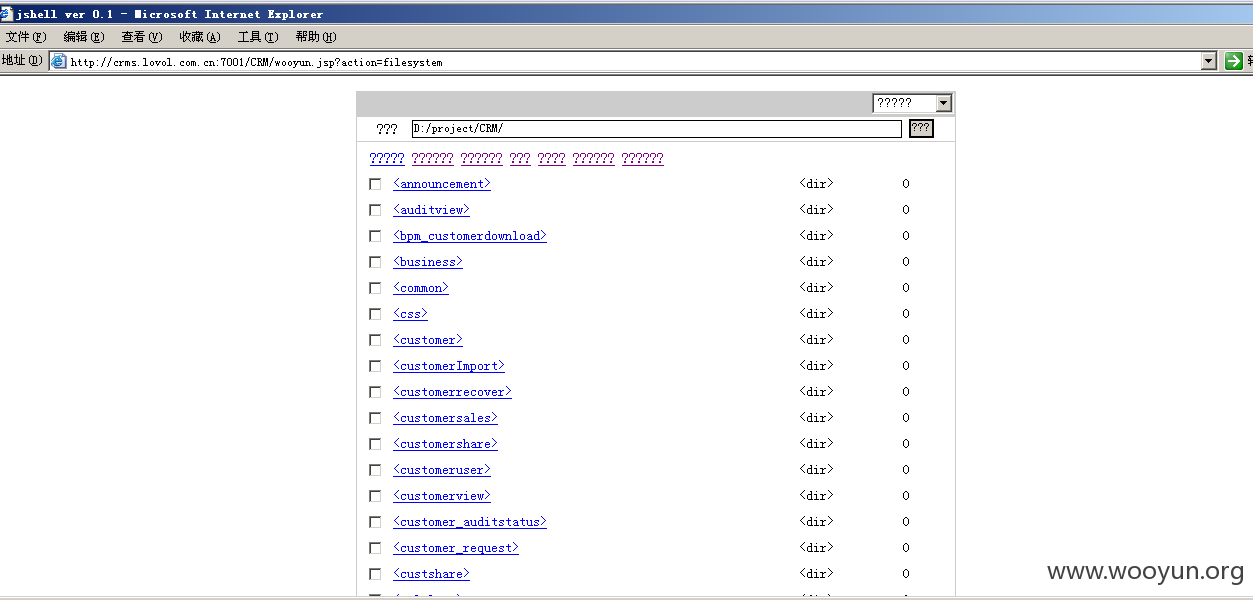 jshell ver 0.1 - Microsoft Internet Explorer
文件(F) 编辑(E) 查看(V) 收藏(A) 工具(T) 帮助(H)
地址(D) http://crms.lovol.com.cn:7001/CRM/wooyun.jsp?action=filesystem
?????
??? D:/project/CRM/ ???
????? ?????? ?????? ??? ???? ?????? ??????
<announcement> <dir> 0
<auditview> <dir> 0
<bpm_customerdownload> <dir> 0
<business> <dir> 0
<common> <dir> 0
<css> <dir> 0
<customer> <dir> 0
<customerImport> <dir> 0
<customerrecover> <dir> 0
<customersales> <dir> 0
<customershare> <dir> 0
<customeruser> <dir> 0
<customerview> <dir> 0
<customer_auditstatus> <dir> 0
<customer_request> <dir> 0
<custshare> <dir> 0
www.wooyun.org